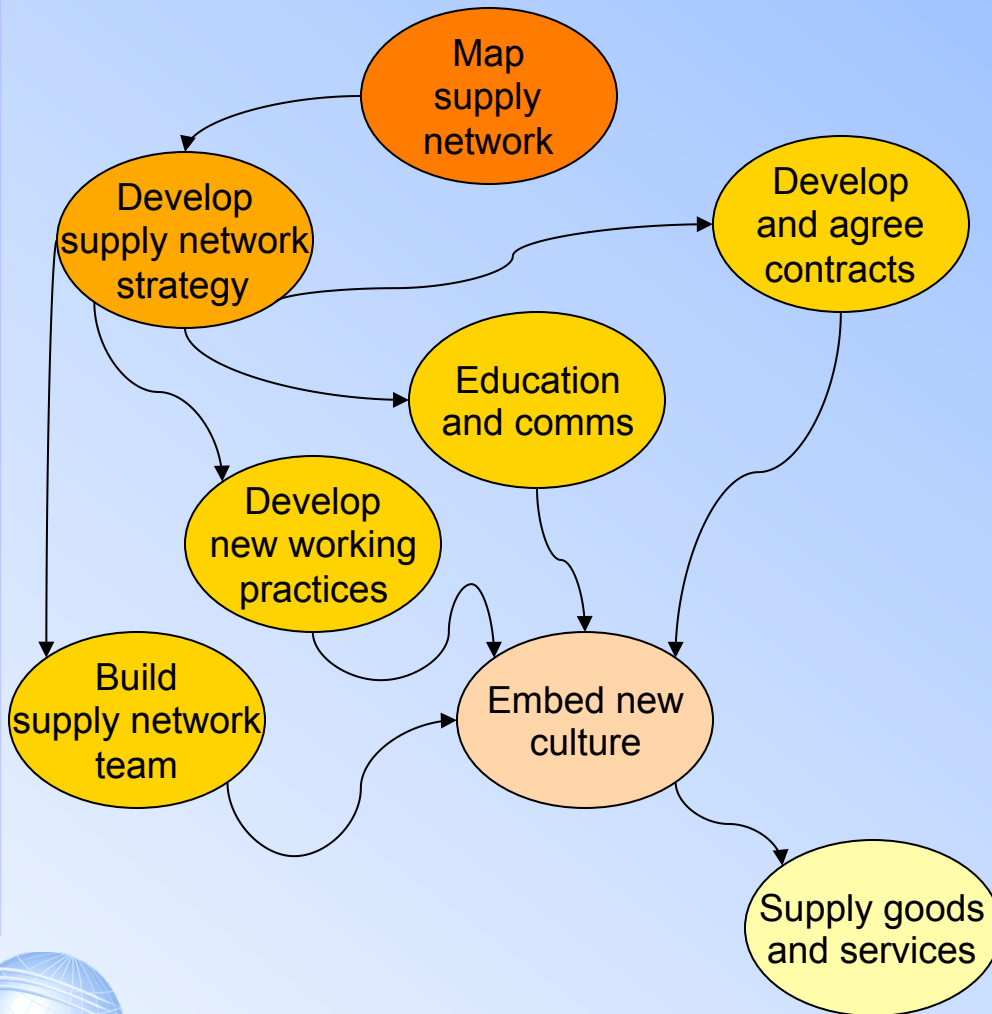 Map
supply
network
Develop
supply network
strategy
Develop
and agree
contracts
Education
and comms
Develop
new working
practices
Build
supply network
team
Embed new
culture
Supply goods
and services